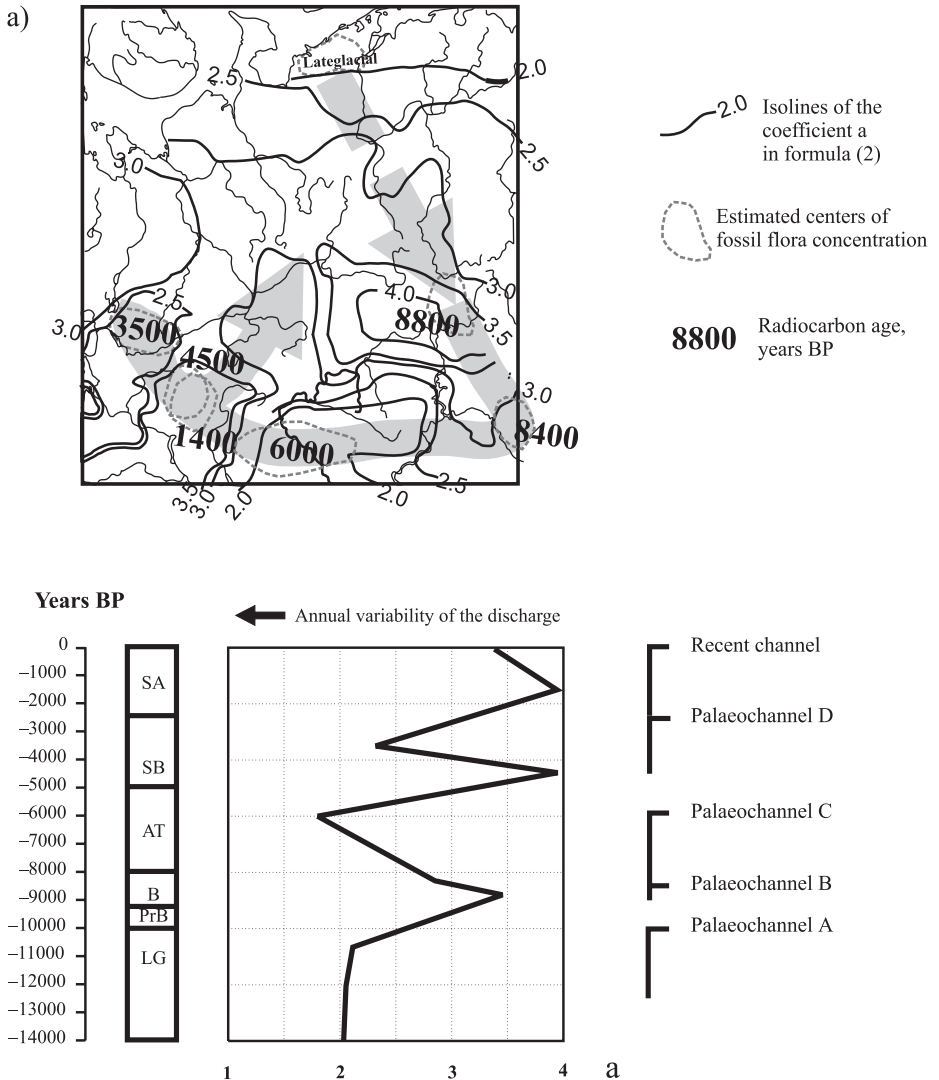 a)
Lateglacial
2.5
2.0
2.5
3.0
3.0
2.5
3.0
4.0
3.5
3500
8800
4500
3.0
1400
6000
8400
3.5
3.0
2.0
2.0
2.5
2.0
Isolines of the
coefficient a
in formula (2)
Estimated centers of
fossil flora concentration
8800
Radiocarbon age,
years BP
Years BP
Annual variability of the discharge
0
−1000
−2000
−3000
−4000
−5000
−6000
−7000
−8000
−9000
−10000
−11000
−12000
−13000
−14000
SA
SB
AT
B
PrB
LG
Recent channel
Palaeochannel D
Palaeochannel C
Palaeochannel B
Palaeochannel A
1 2 3 4 a